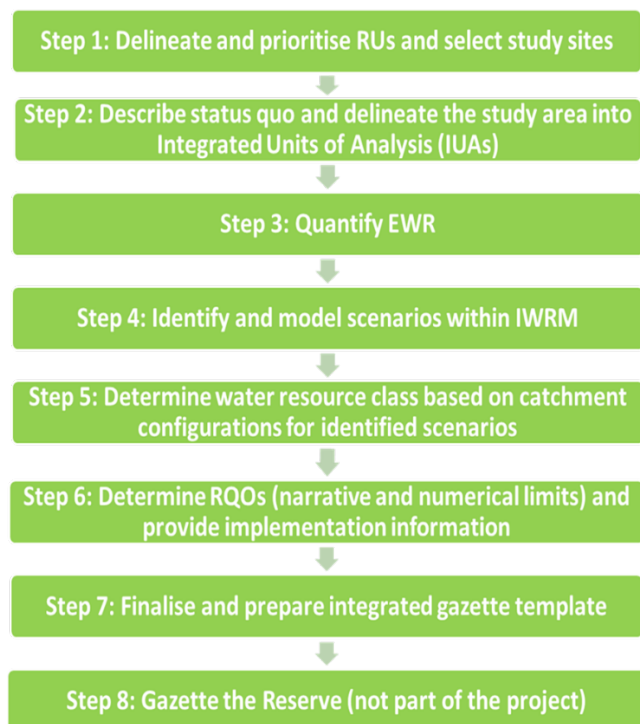 Step 1: Delineate and prioritise RUs and select study sites
Step 2: Describe status quo and delineate the study area into
Integrated Units of Analysis (IUAs)
Step 3: Quantify EWR
Step 4: Identify and model scenarios within IWRM
Step 5: Determine water resource class based on catchment
configurations for identified scenarios
Step 6: Determine RQOs (narrative and numerical limits) and
provide implementation information
Step 7: Finalise and prepare integrated gazette template
Step 8: Gazette the Reserve (not part of the project)